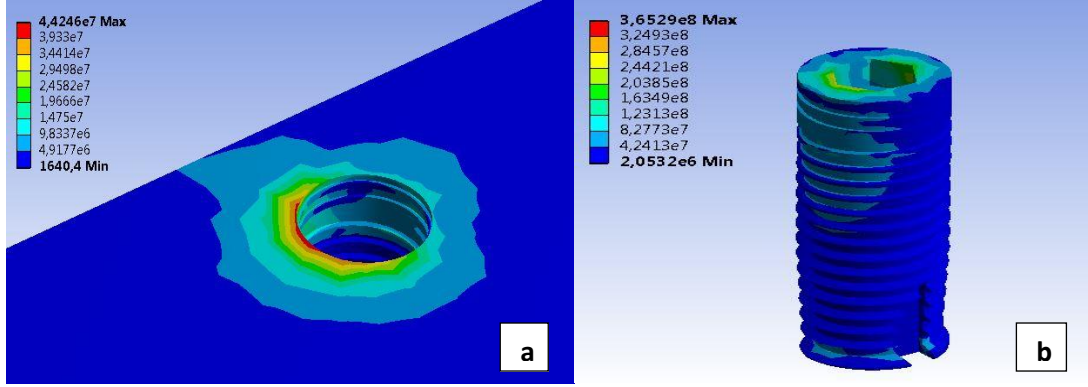 4,4246e7 Max
3,933e7
3,4414e7
2,9498e7
2,4582e7
1,9666e7
1,475e7
9,8337e6
4,9177e6
1640,4 Min
a
3,6529e8 Max
3,2493e8
2,8457e8
2,4421e8
2,0385e8
1,6349e8
1,2313e8
8,2773e7
4,2413e7
2,0532e6 Min
b